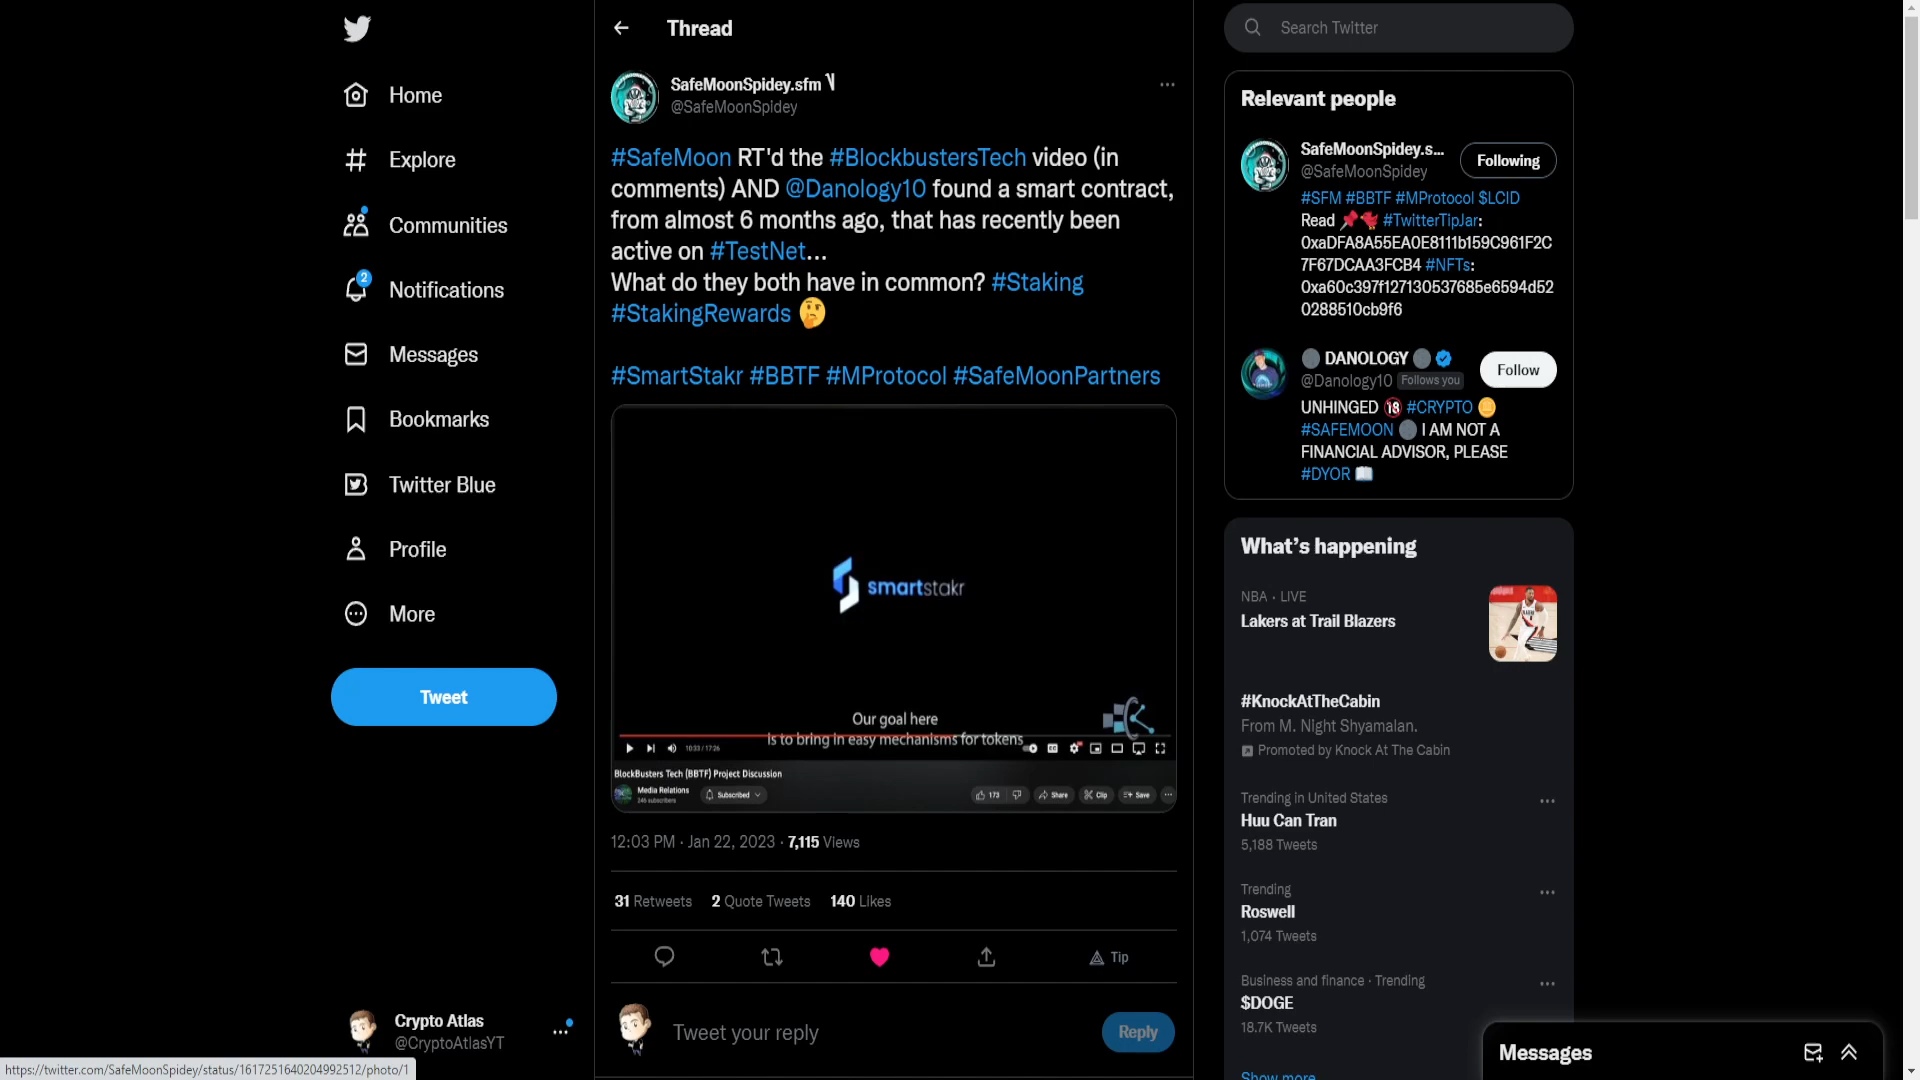 Home
Explore
Communities
2
Notifications
Messages
Bookmarks
Twitter Blue
Profile
More
Tweet
Crypto Atlas
@CryptoAtlasYT
https://twitter.com/SafeMoonSpidey/status/1617251640204992512/photo/1
Thread
SafeMoonSpidey.sfm
@SafeMoonSpidey
#SafeMoon RT'd the #BlockbustersTech video (in
comments) AND @Danology10 found a smart contract,
from almost 6 months ago, that has recently been
active on #TestNet...
What do they both have in common? #Staking
#StakingRewards 🤔
#SmartStakr #BBTF #MProtocol #SafeMoonPartners
smartstakr
Our goal here
is to bring in easy mechanisms for tokens
10:33 / 17:26
BlockBusters Tech (BBTF) Project Discussion
Media Relations
246 subscribers
Subscribed
173
Share
Clip
Save
12:03 PM · Jan 22, 2023 · 7,115 Views
31 Retweets 2 Quote Tweets 140 Likes
Tip
Tweet your reply
Reply
Search Twitter
Relevant people
SafeMoonSpidey.s...
@SafeMoonSpidey
Following
#SFM #BBTF #MProtocol $LCID
Read 📌 #TwitterTipJar:
0xaDFA8A55EA0E8111b159C961F2C
7F67DCAA3FCB4 #NFTs:
0xa60c397f127130537685e6594d52
0288510cb9f6
DANOLOGY
@Danology10 Follows you
Follow
UNHINGED 🔞 #CRYPTO 🪙
#SAFEMOON I AM NOT A
FINANCIAL ADVISOR, PLEASE
#DYOR 📖
What's happening
NBA · LIVE
Lakers at Trail Blazers
#KnockAtTheCabin
From M. Night Shyamalan.
Promoted by Knock At The Cabin
Trending in United States
Huu Can Tran
5,188 Tweets
Trending
Roswell
1,074 Tweets
Business and finance · Trending
$DOGE
18.7K Tweets
Show more
Messages